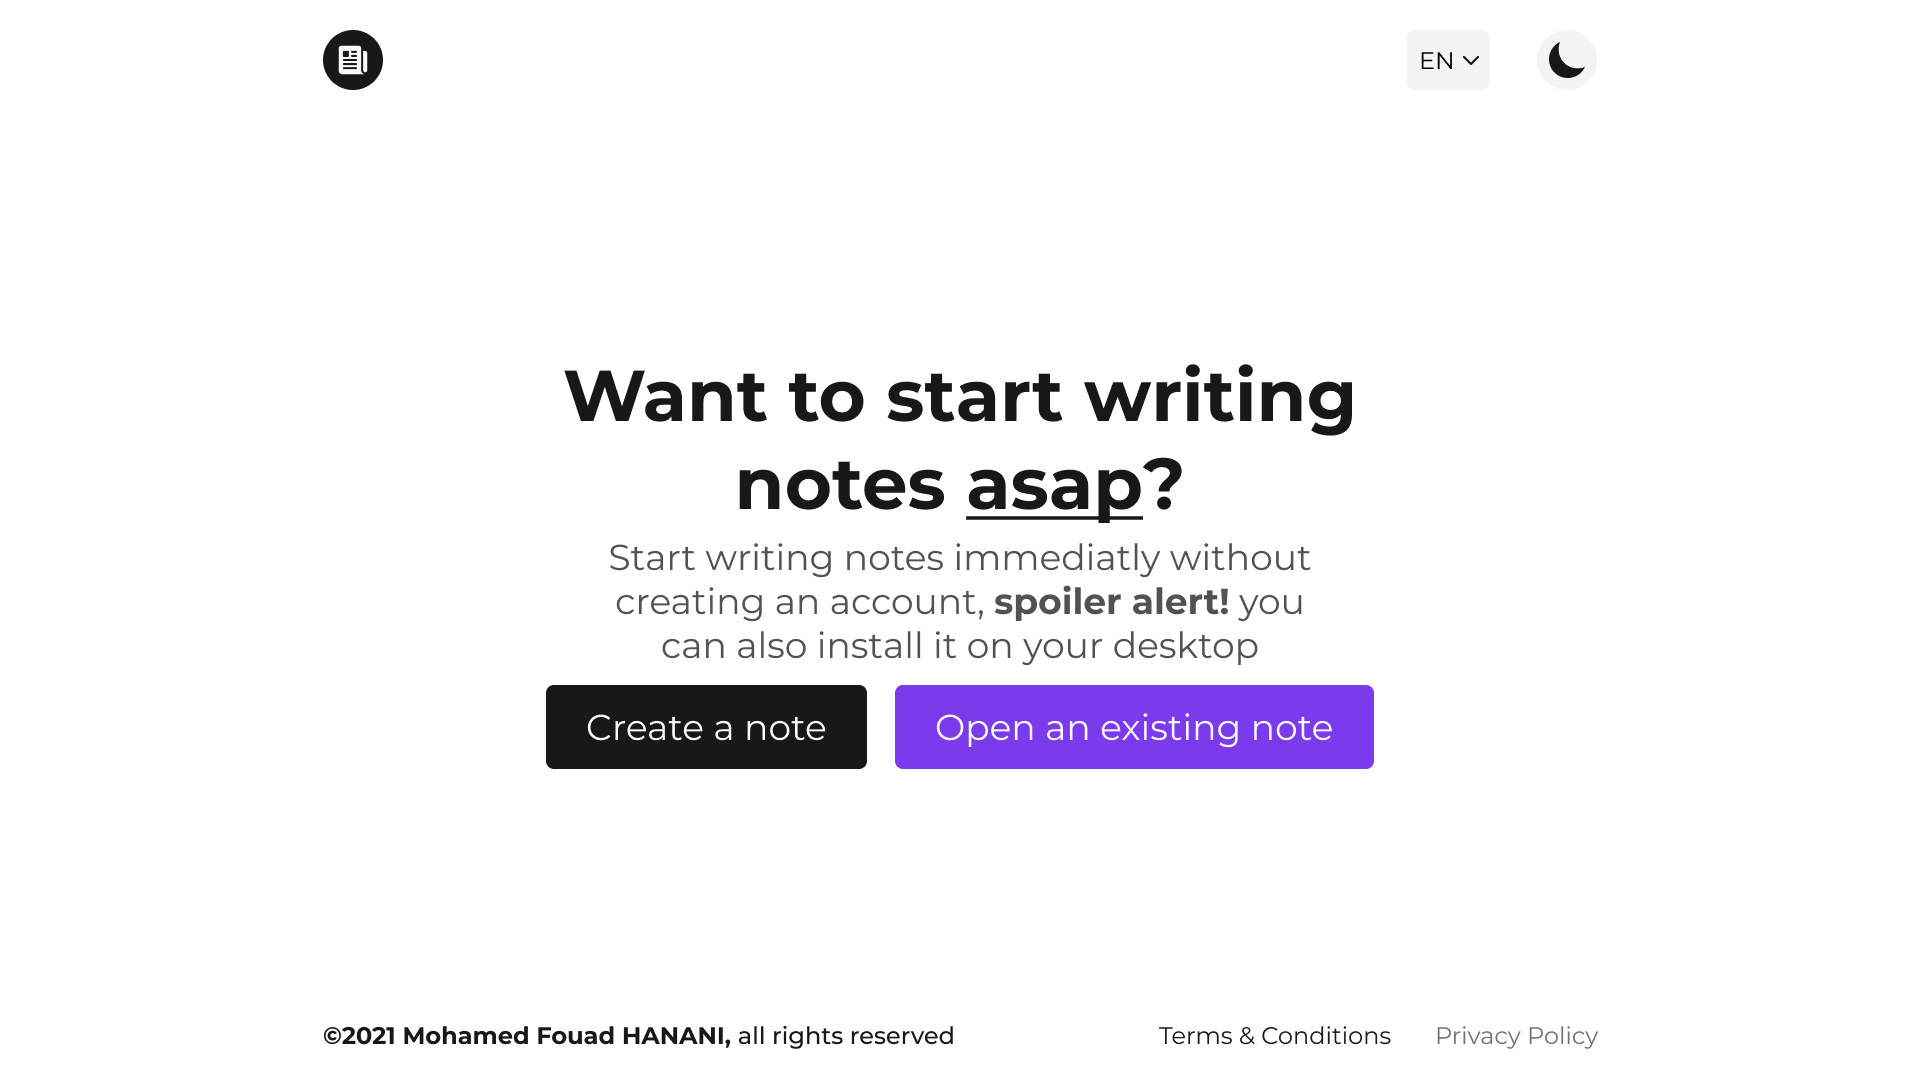 EN
Want to start writing
notes asap?
Start writing notes immediatly without
creating an account, spoiler alert! you
can also install it on your desktop
Create a note
Open an existing note
©2021 Mohamed Fouad HANANI, all rights reserved
Terms & Conditions
Privacy Policy